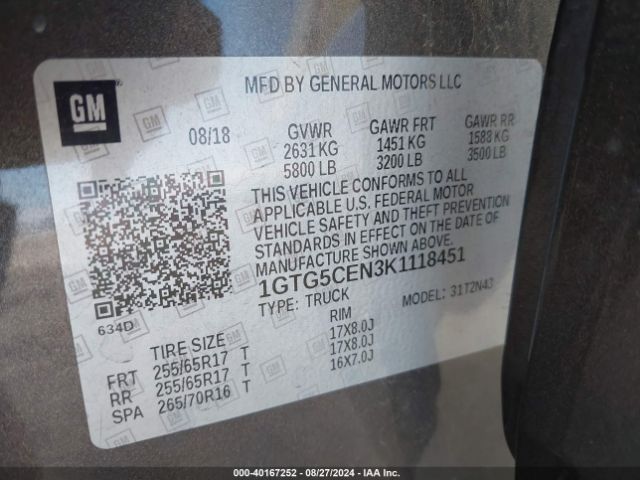 GM
MFD BY GENERAL MOTORS LLC
08/18
GVWR GAWR FRT GAWR RR
2631 KG 1451 KG 1588 KG
5800 LB 3200 LB 3500 LB
THIS VEHICLE CONFORMS TO ALL
APPLICABLE U.S. FEDERAL MOTOR
VEHICLE SAFETY AND THEFT PREVENTION
STANDARDS IN EFFECT ON THE DATE OF
MANUFACTURE SHOWN ABOVE.
1GTG5CEN3K1118451
TYPE: TRUCK MODEL: 31T2N43
634D
TIRE SIZE RIM
FRT 255/65R17 T 17X8.0J
RR 255/65R17 T 17X8.0J
SPA 265/70R16 T 16X7.0J
000-40167252 - 08/27/2024 - IAA Inc.